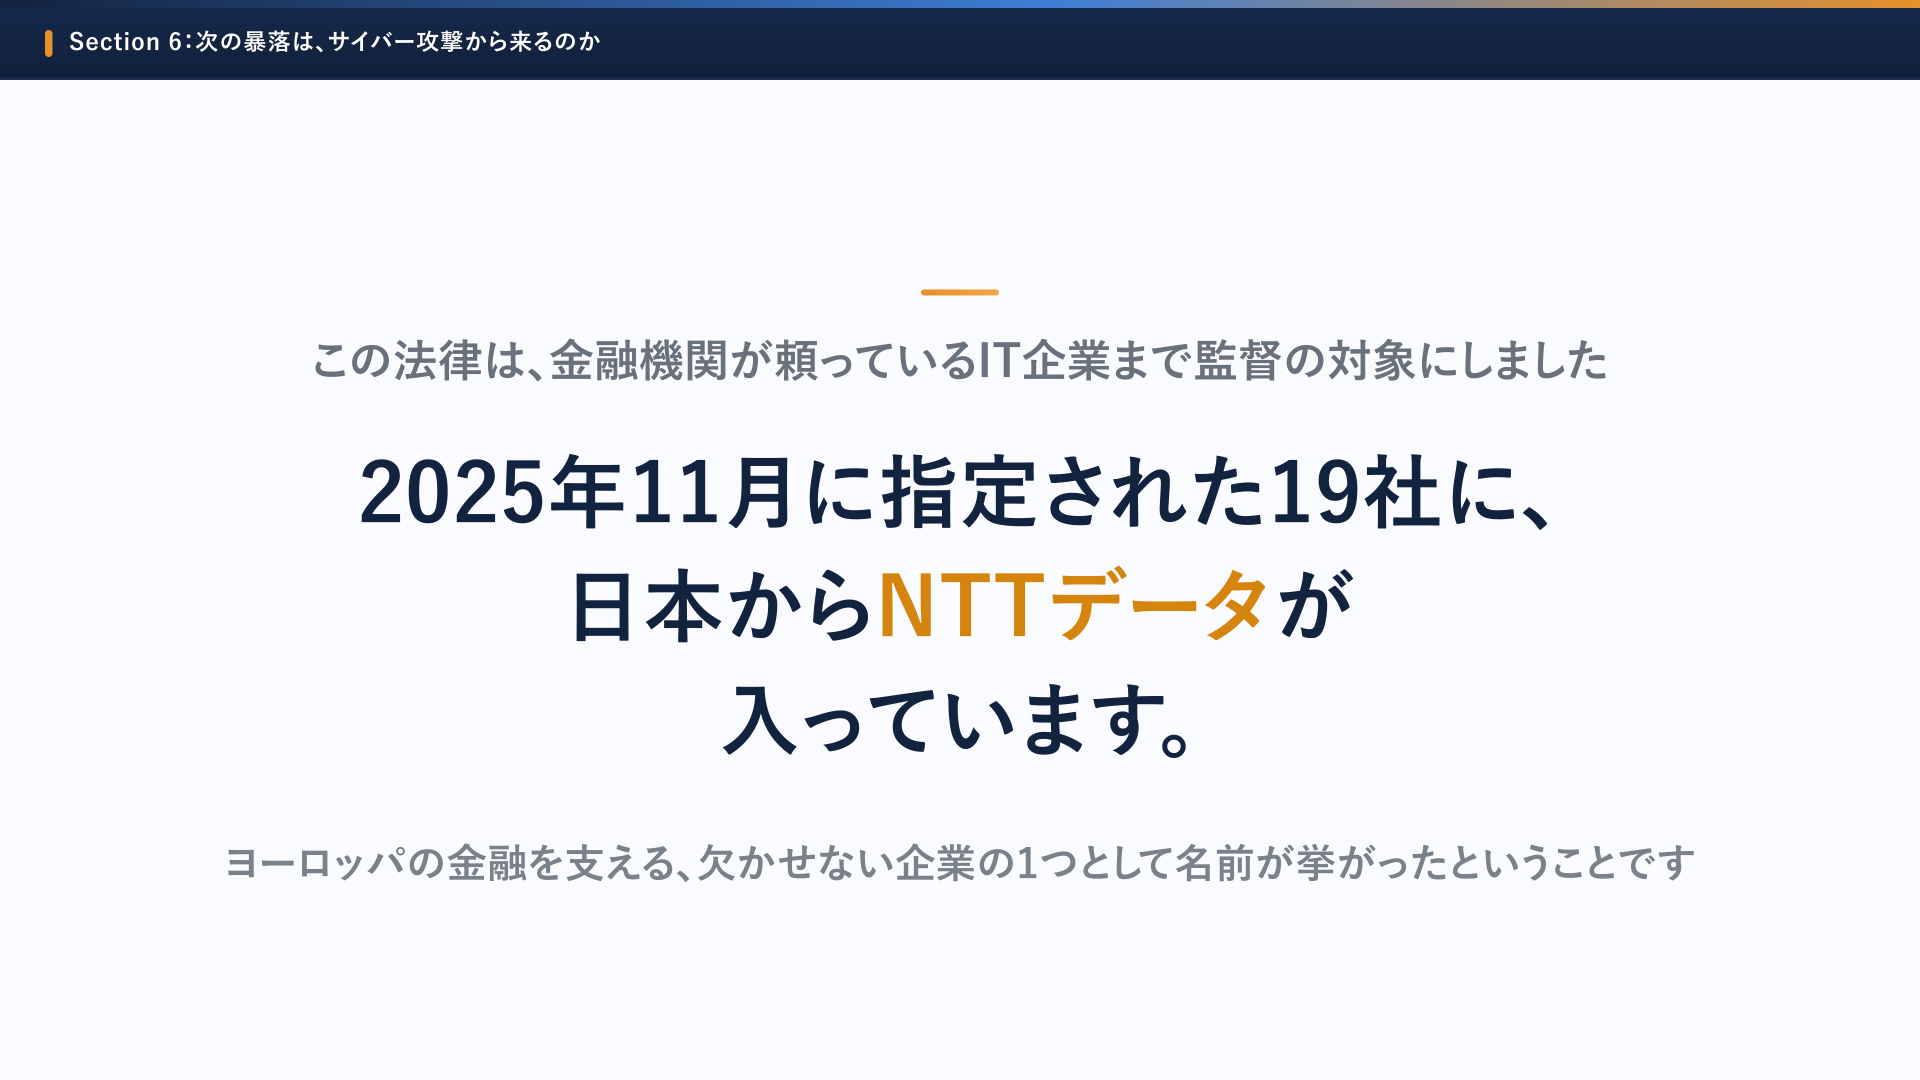 Section 6：次の暴落は、サイバー攻撃から来るのか
この法律は、金融機関が頼っているIT企業まで監督の対象にしました
2025年11月に指定された19社に、
日本からNTTデータが
入っています。
ヨーロッパの金融を支える、欠かせない企業の1つとして名前が挙がったということです